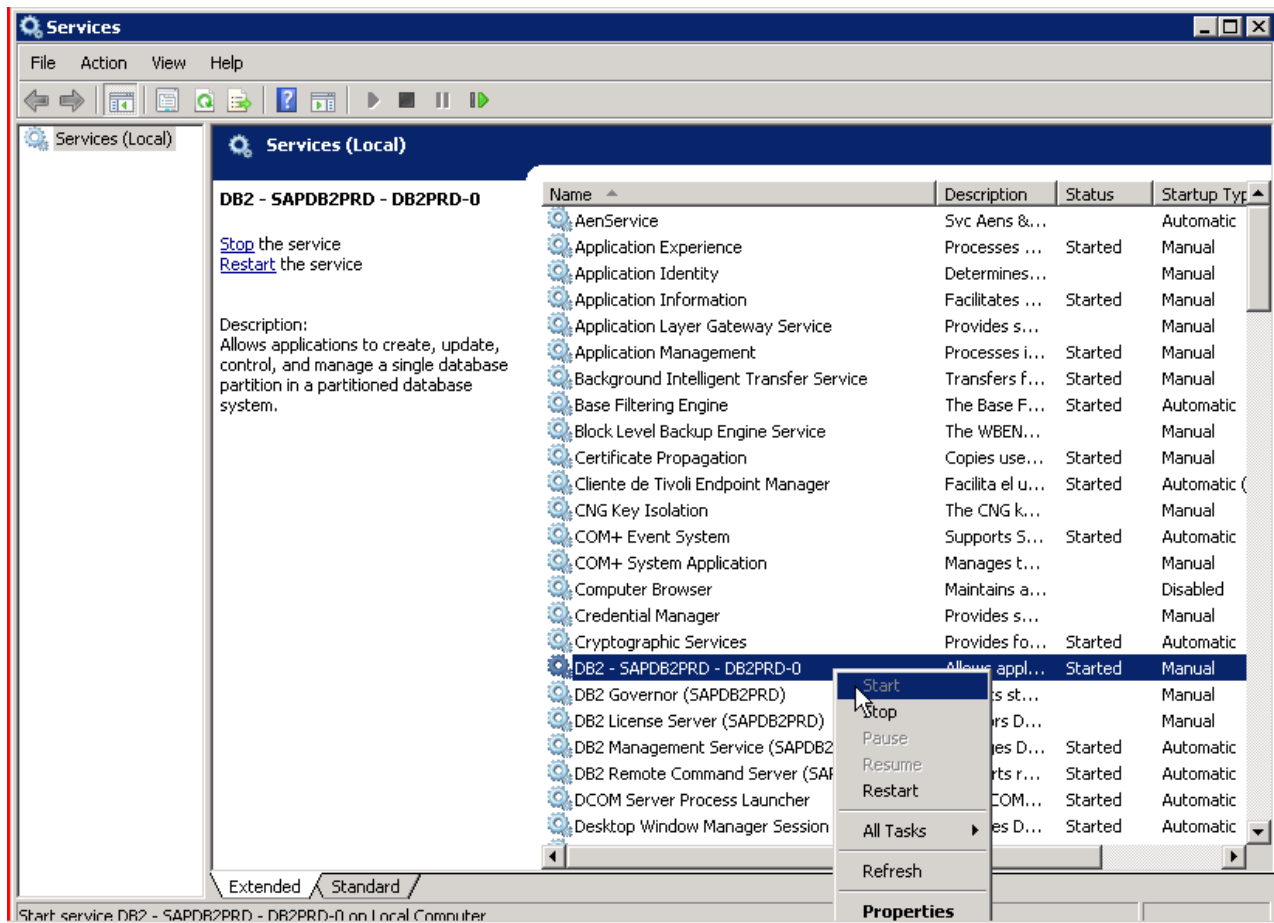 Services
File Action View Help
Services (Local)
Services (Local)
DB2 - SAPDB2PRD - DB2PRD-0
Stop the service
Restart the service
Description:
Allows applications to create, update,
control, and manage a single database
partition in a partitioned database
system.
Name Description Status Startup Typ
AenService Svc Aens &... Automatic
Application Experience Processes ... Started Manual
Application Identity Determines... Manual
Application Information Facilitates ... Started Manual
Application Layer Gateway Service Provides s... Manual
Application Management Processes i... Started Manual
Background Intelligent Transfer Service Transfers f... Started Manual
Base Filtering Engine The Base F... Started Automatic
Block Level Backup Engine Service The WBEN... Manual
Certificate Propagation Copies use... Started Manual
Cliente de Tivoli Endpoint Manager Facilita el u... Started Automatic (
CNG Key Isolation The CNG k... Manual
COM+ Event System Supports S... Started Automatic
COM+ System Application Manages t... Manual
Computer Browser Maintains a... Disabled
Credential Manager Provides s... Manual
Cryptographic Services Provides fo... Started Automatic
DB2 - SAPDB2PRD - DB2PRD-0 Allows appl... Started Manual
DB2 Governor (SAPDB2PRD) s st... Manual
DB2 License Server (SAPDB2PRD) rs D... Manual
DB2 Management Service (SAPDB2 es D... Started Automatic
DB2 Remote Command Server (SAP rts r... Started Automatic
DCOM Server Process Launcher COM... Started Automatic
Desktop Window Manager Session es D... Started Automatic
Start
Stop
Pause
Resume
Restart
All Tasks
Refresh
Properties
Extended Standard
Start service DB2 - SAPDB2PRD - DB2PRD-0 on Local Computer